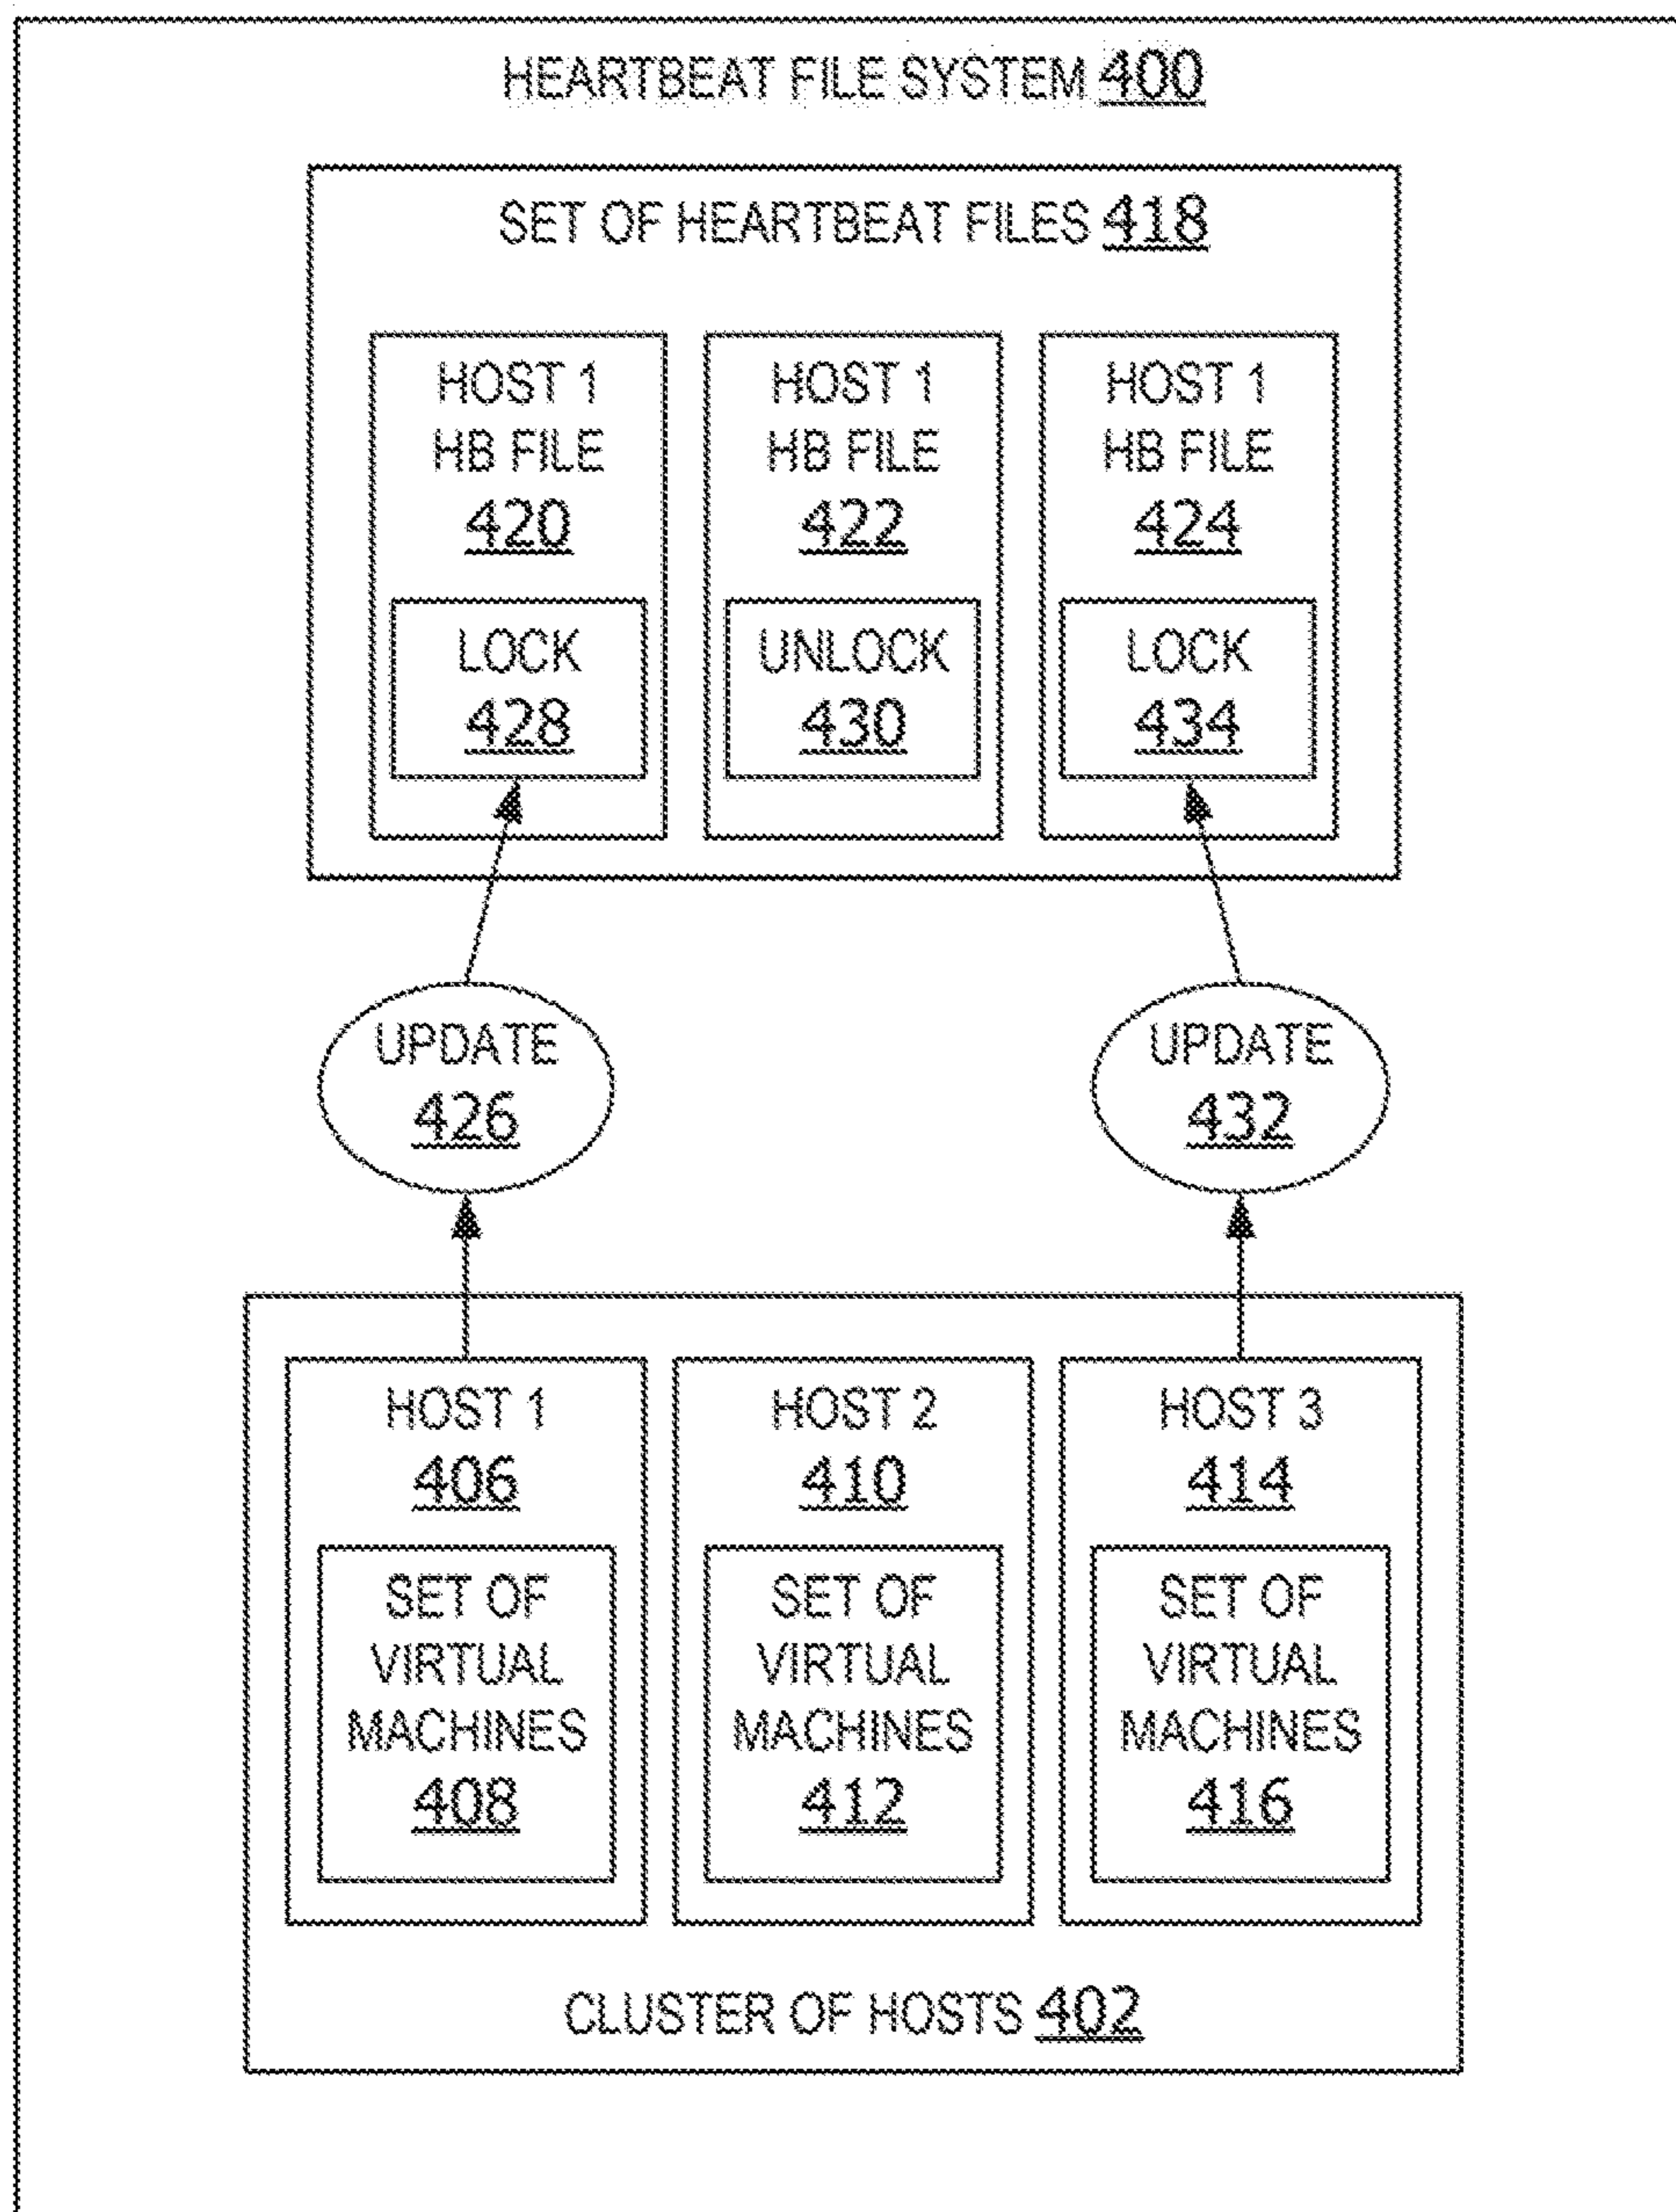 HEARTBEAT FILE SYSTEM 400
SET OF HEARTBEAT FILES 418
HOST 1
HB FILE
420
LOCK
428
HOST 1
HB FILE
422
UNLOCK
430
HOST 1
HB FILE
424
LOCK
434
UPDATE
426
UPDATE
432
HOST 1
406
SET OF
VIRTUAL
MACHINES
408
HOST 2
410
SET OF
VIRTUAL
MACHINES
412
HOST 3
414
SET OF
VIRTUAL
MACHINES
416
CLUSTER OF HOSTS 402